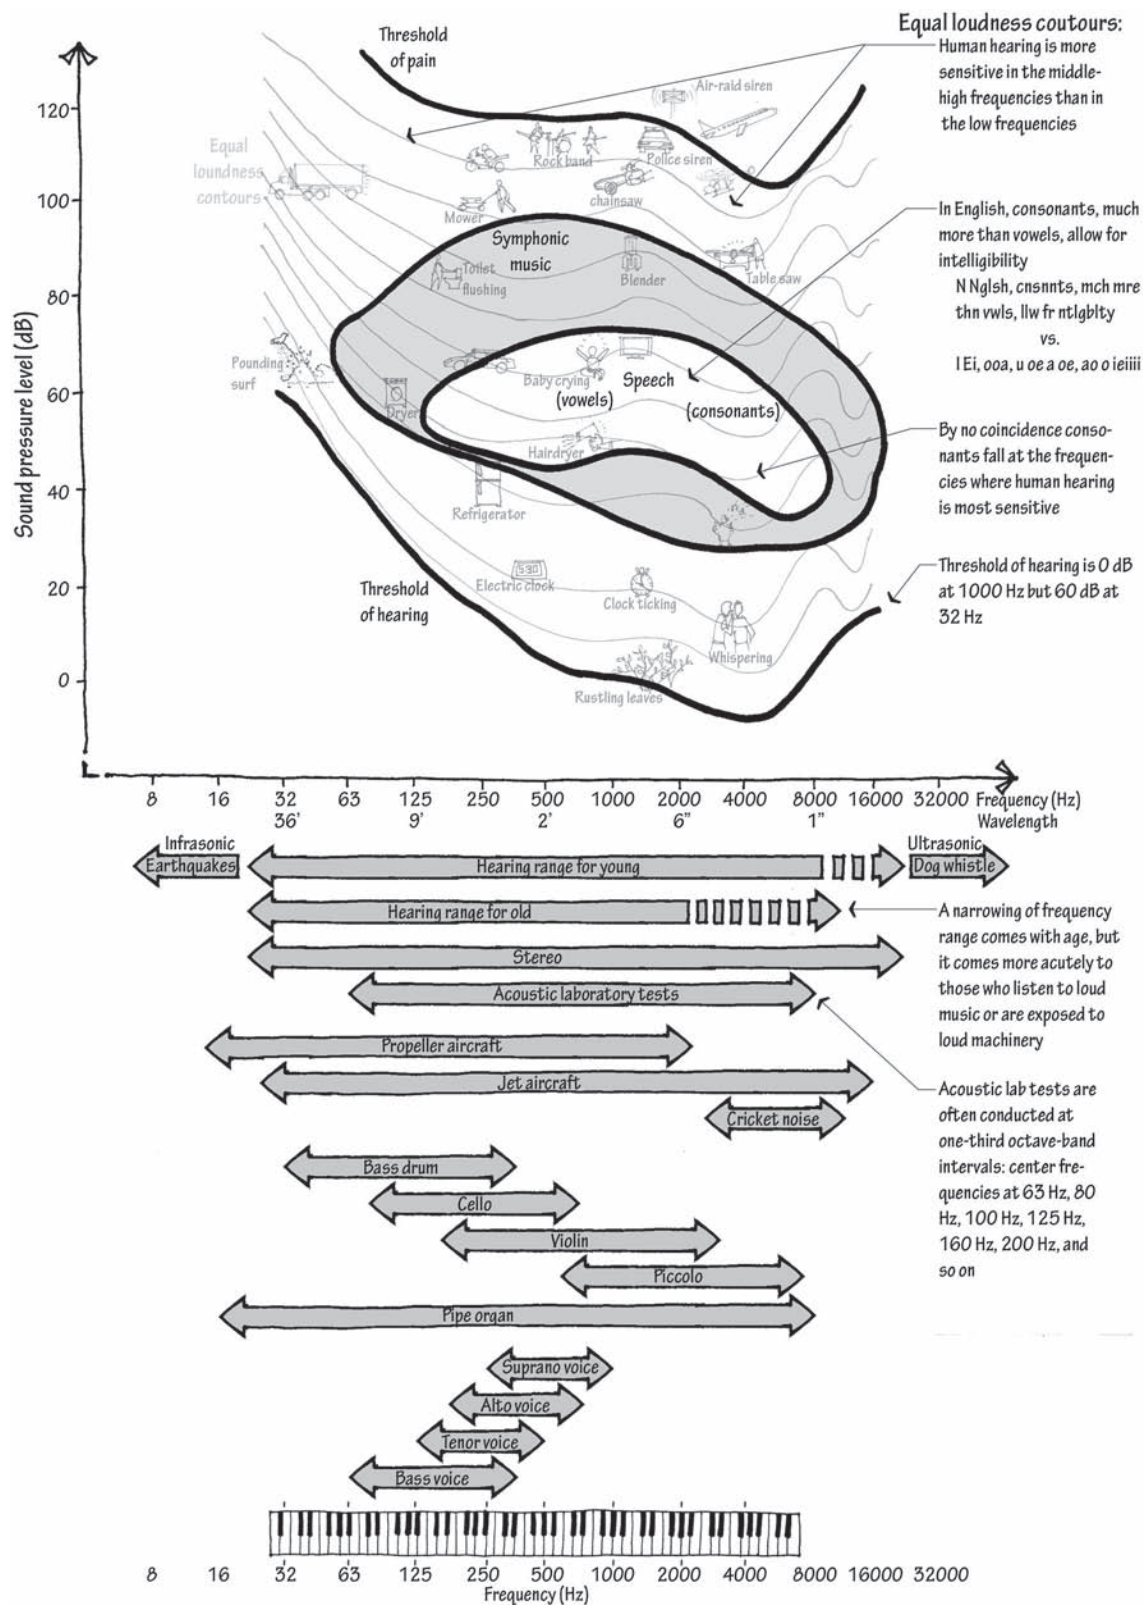 Equal loudness coutours:
Threshold
of pain
Human hearing is more
sensitive in the middle-
high frequencies than in
the low frequencies
Air-raid siren
120
Equal
loundness
contours
Rock band
Police siren
100
chainsaw
Mower
In English, consonants, much
more than vowels, allow for
intelligibility
N Nglsh, cnsnnts, mch mre
thn vwls, llw fr ntlgblty
vs.
I Ei, ooa, u oe a oe, ao o ieiiii
Symphonic
music
Toilet
flushing
Blender
Table saw
80
Sound pressure level (dB)
Pounding
surf
Baby crying
Speech
60
(vowels)
(consonants)
Dryer
Hairdryer
By no coincidence conso-
nants fall at the frequen-
cies where human hearing
is most sensitive
40
Refrigerator
5:30
Electric clock
20
Threshold
of hearing
Clock ticking
Threshold of hearing is 0 dB
at 1000 Hz but 60 dB at
32 Hz
Whispering
0
Rustling leaves
8 16 32 63 125 250 500 1000 2000 4000 8000 16000 32000 Frequency (Hz)
36' 9' 2' 6" 1" Wavelength
Infrasonic
Ultrasonic
Earthquakes
Hearing range for young
Dog whistle
Hearing range for old
A narrowing of frequency
range comes with age, but
it comes more acutely to
those who listen to loud
music or are exposed to
loud machinery
Stereo
Acoustic laboratory tests
Propeller aircraft
Jet aircraft
Cricket noise
Acoustic lab tests are
often conducted at
one-third octave-band
intervals: center fre-
quencies at 63 Hz, 80
Hz, 100 Hz, 125 Hz,
160 Hz, 200 Hz, and
so on
Bass drum
Cello
Violin
Piccolo
Pipe organ
Suprano voice
Alto voice
Tenor voice
Bass voice
8 16 32 63 125 250 500 1000 2000 4000 8000 16000 32000
Frequency (Hz)